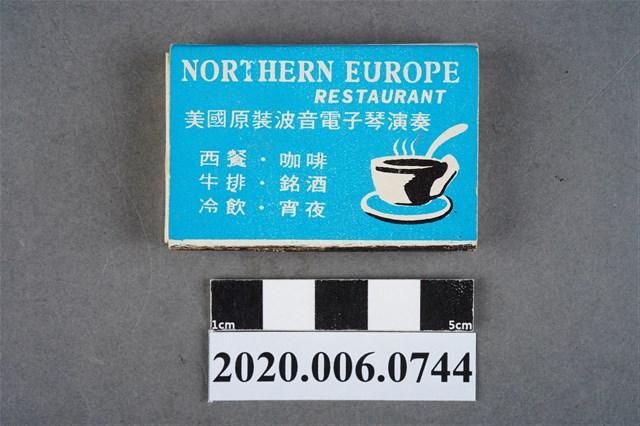 NORTHERN EUROPE
RESTAURANT
美國原裝波音電子琴演奏
西餐・咖啡
牛排・銘酒
冷飲・宵夜
1cm 5cm
2020.006.0744